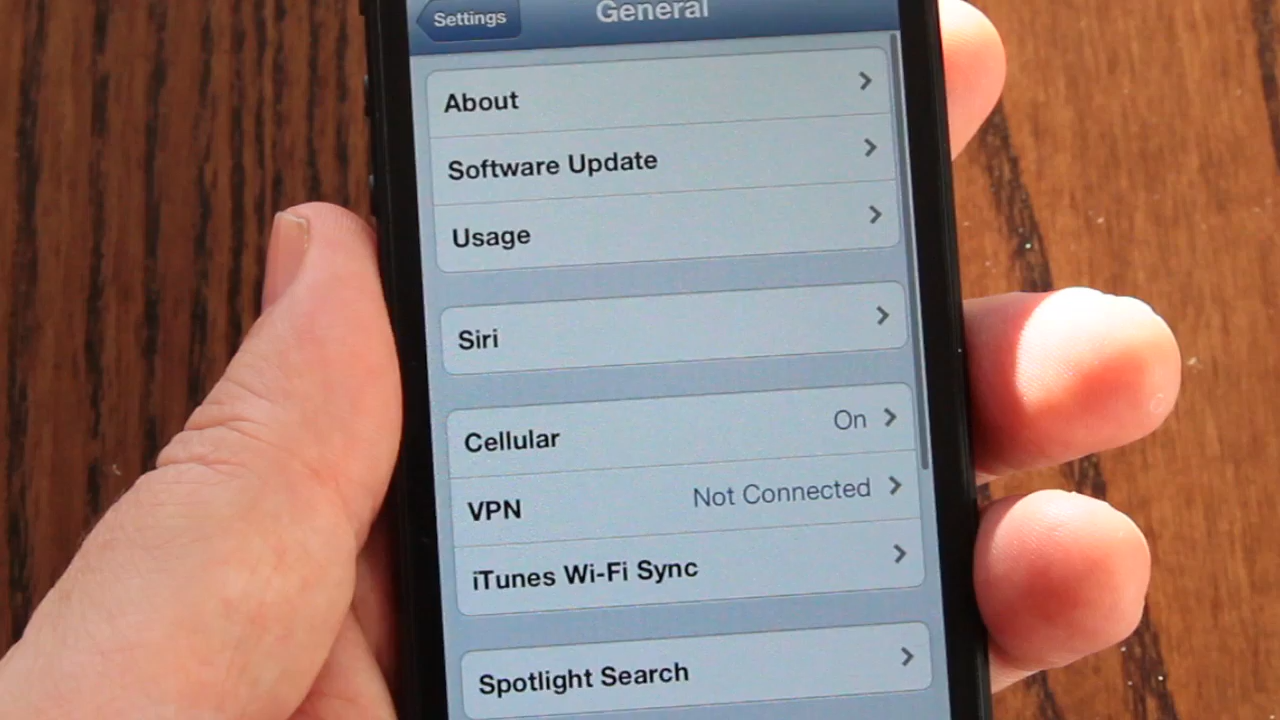 Settings
General
About
Software Update
Usage
Siri
Cellular On
VPN Not Connected
iTunes Wi-Fi Sync
Spotlight Search